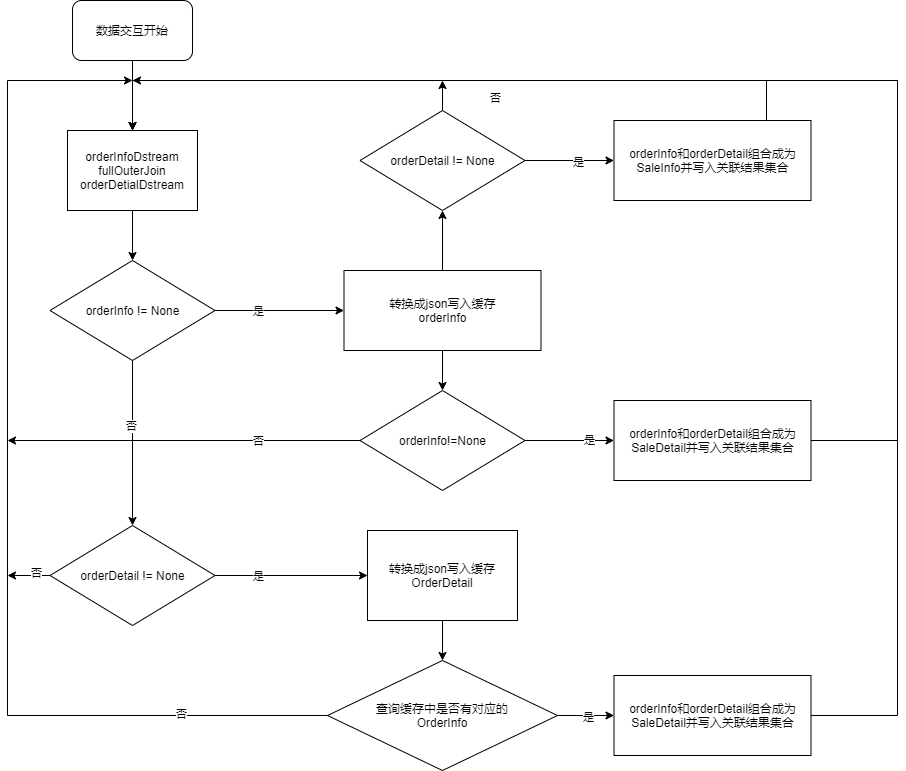 数据交互开始
否
orderInfoDstream
fullOuterJoin
orderDetialDstream
orderDetail != None
是
orderInfo和orderDetail组合成为
SaleInfo并写入关联结果集合
orderInfo != None
是
转换成json写入缓存
orderInfo
否
否
orderInfo!=None
是
orderInfo和orderDetail组合成为
SaleDetail并写入关联结果集合
否
orderDetail != None
是
转换成json写入缓存
OrderDetail
否
查询缓存中是否有对应的
OrderInfo
是
orderInfo和orderDetail组合成为
SaleDetail并写入关联结果集合